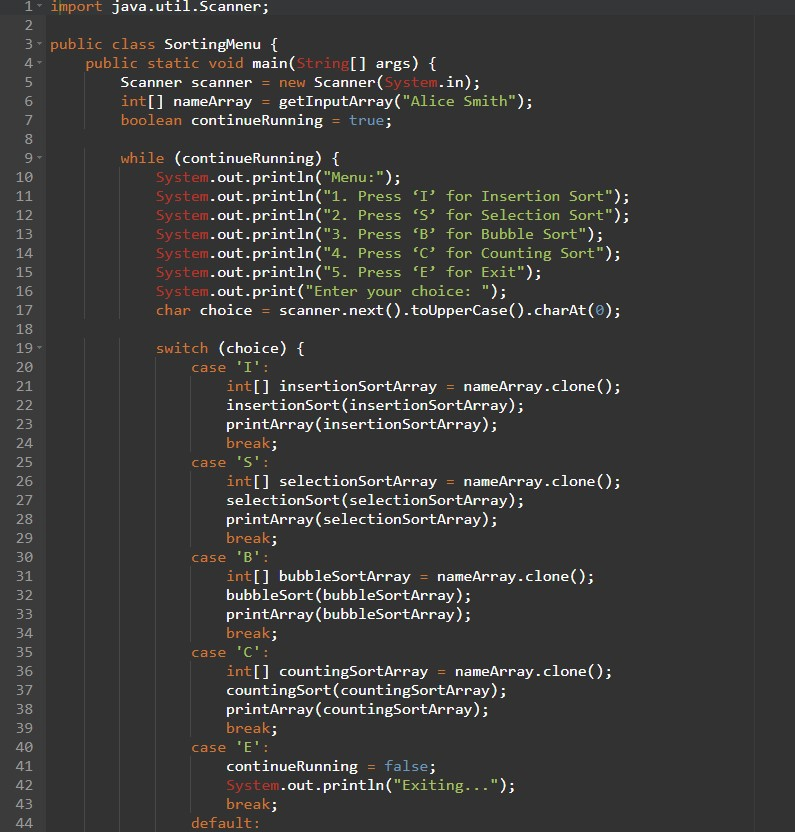 1 import java.util.Scanner;
2
3 public class SortingMenu {
4 public static void main(String[] args) {
5 Scanner scanner = new Scanner(System.in);
6 int[] nameArray = getInputArray("Alice Smith");
7 boolean continueRunning = true;
8
9 while (continueRunning) {
10 System.out.println("Menu:");
11 System.out.println("1. Press ‘I’ for Insertion Sort");
12 System.out.println("2. Press ‘S’ for Selection Sort");
13 System.out.println("3. Press ‘B’ for Bubble Sort");
14 System.out.println("4. Press ‘C’ for Counting Sort");
15 System.out.println("5. Press ‘E’ for Exit");
16 System.out.print("Enter your choice: ");
17 char choice = scanner.next().toUpperCase().charAt(0);
18
19 switch (choice) {
20 case 'I':
21 int[] insertionSortArray = nameArray.clone();
22 insertionSort(insertionSortArray);
23 printArray(insertionSortArray);
24 break;
25 case 'S':
26 int[] selectionSortArray = nameArray.clone();
27 selectionSort(selectionSortArray);
28 printArray(selectionSortArray);
29 break;
30 case 'B':
31 int[] bubbleSortArray = nameArray.clone();
32 bubbleSort(bubbleSortArray);
33 printArray(bubbleSortArray);
34 break;
35 case 'C':
36 int[] countingSortArray = nameArray.clone();
37 countingSort(countingSortArray);
38 printArray(countingSortArray);
39 break;
40 case 'E':
41 continueRunning = false;
42 System.out.println("Exiting...");
43 break;
44 default: